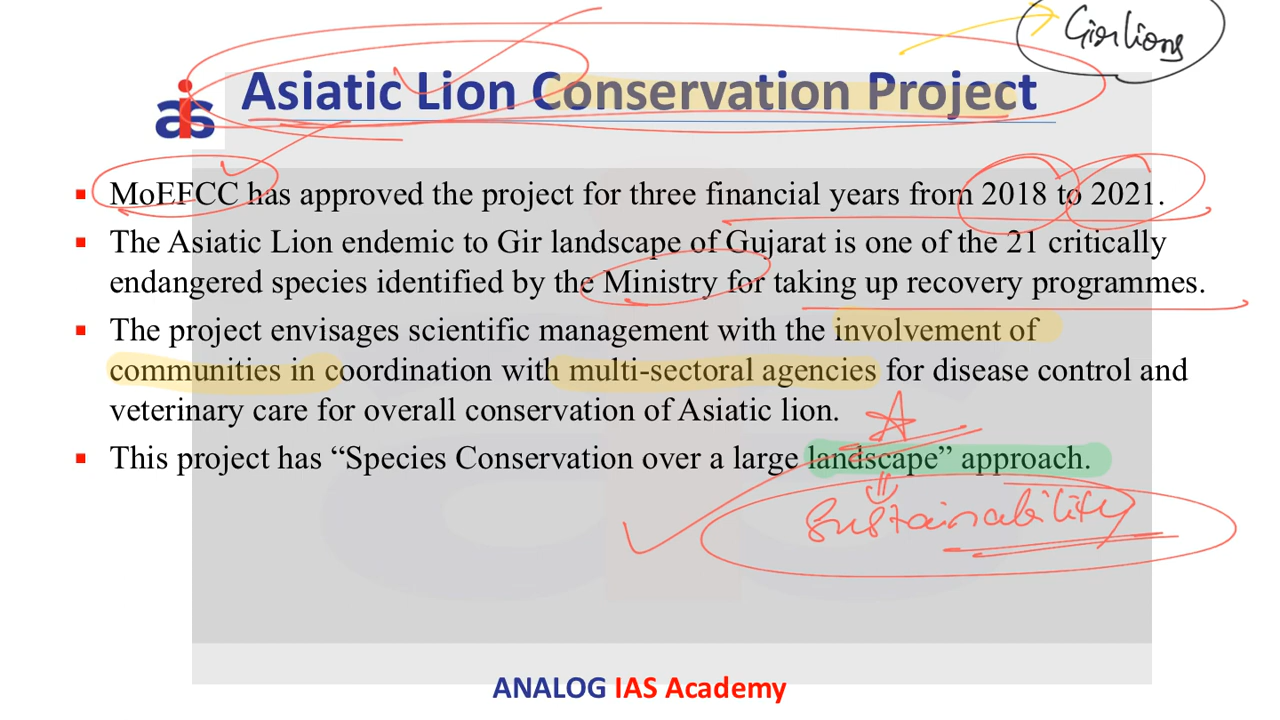 Gir lions
ais
Asiatic Lion Conservation Project
▪ MoEFCC has approved the project for three financial years from 2018 to 2021.
▪ The Asiatic Lion endemic to Gir landscape of Gujarat is one of the 21 critically
endangered species identified by the Ministry for taking up recovery programmes.
▪ The project envisages scientific management with the involvement of
communities in coordination with multi-sectoral agencies for disease control and
veterinary care for overall conservation of Asiatic lion.
▪ This project has “Species Conservation over a large landscape” approach.
Sustainability
ANALOG IAS Academy